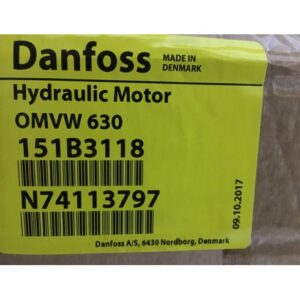 Danfoss
MADE IN
DENMARK
Hydraulic Motor
OMVW 630
151B3118
N74113797
09.10.2017
Danfoss A/S, 6430 Nordborg, Denmark